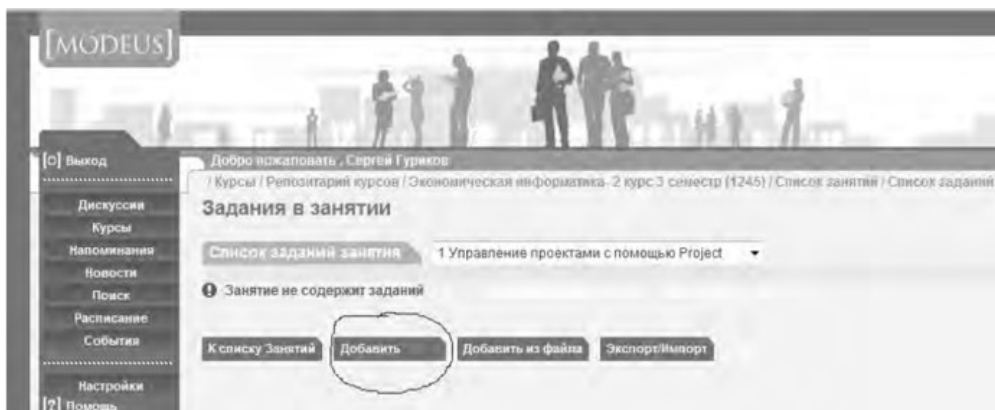 [MODEUS]
[O] Выход
Добро пожаловать , Сергей Гуриков
/ Курсы / Репозитарий курсов / Экономическая информатика- 2 курс 3 семестр (1245) / Список занятий / Список заданий
Дискуссии
Курсы
Напоминания
Новости
Поиск
Расписание
События
Настройки
[?] Помощь
Задания в занятии
Список заданий занятия
1 Управление проектами с помощью Project
Занятие не содержит заданий
К списку Занятий Добавить Добавить из файла Экспорт/Импорт